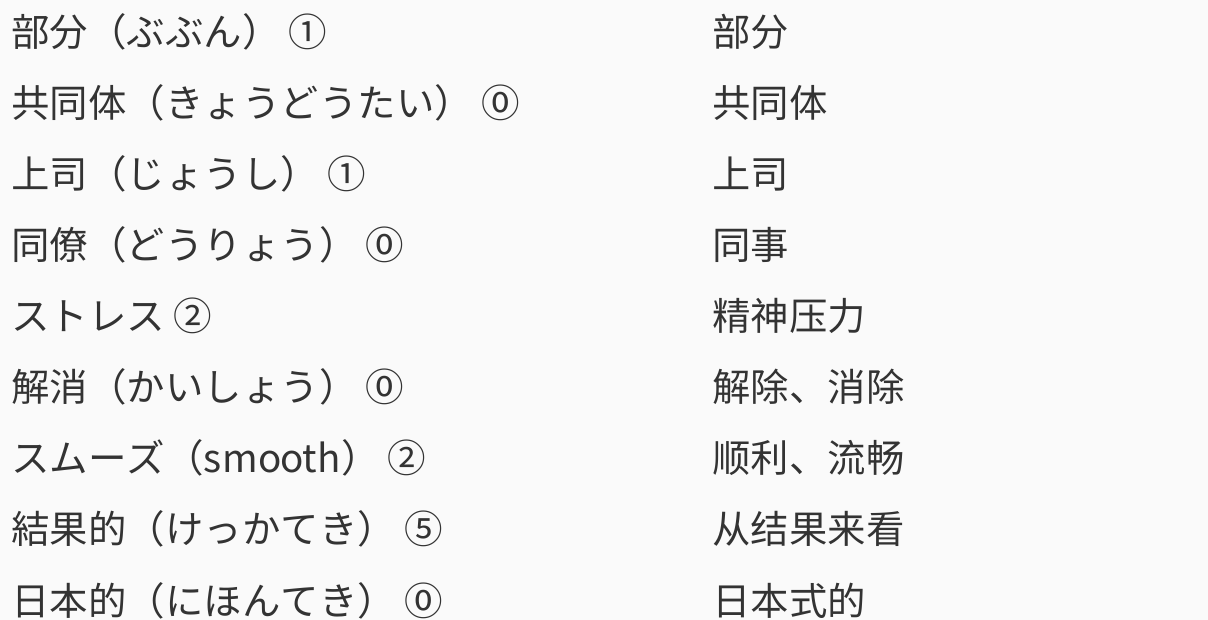 部分（ぶぶん） ① 部分
共同体（きょうどうたい） ⓪ 共同体
上司（じょうし） ① 上司
同僚（どうりょう） ⓪ 同事
ストレス ② 精神压力
解消（かいしょう） ⓪ 解除、消除
スムーズ（smooth） ② 顺利、流畅
結果的（けっかてき） ⑤ 从结果来看
日本的（にほんてき） ⓪ 日本式的